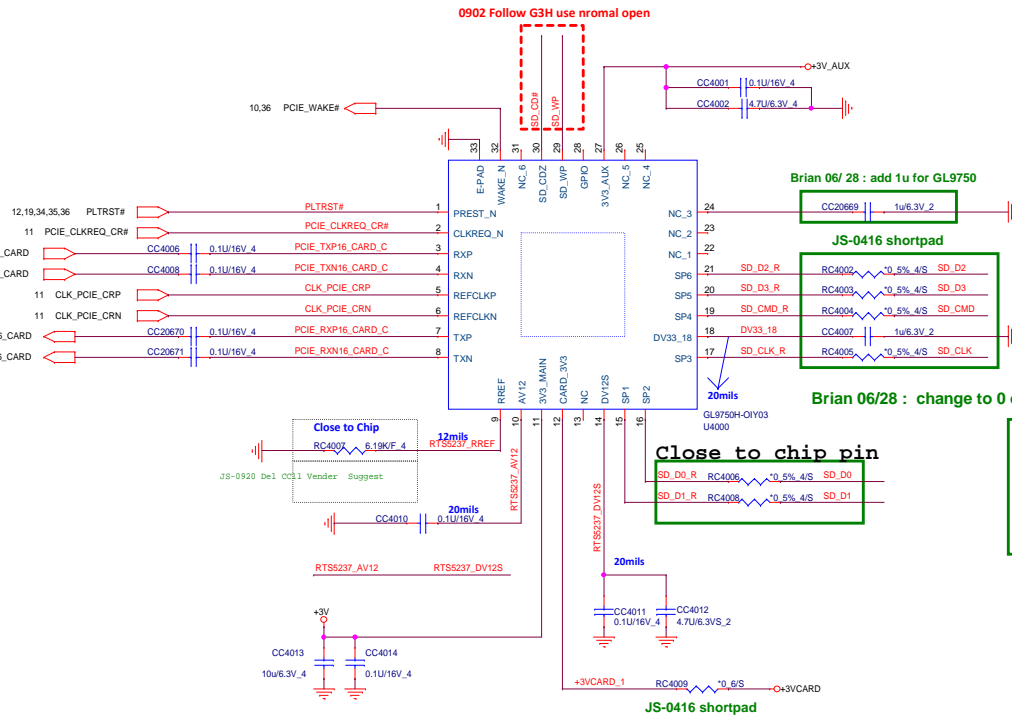 0902 Follow G3H use nromal open
+3V_AUX
CC4001 0.1U/16V_4
CC4002 4.7U/6.3V_4
10,36 PCIE_WAKE#
SD_CD#
SD_WP
33 32 31 30 29 28 27 26 25
E-PAD WAKE_N NC_6 SD_CDZ SD_WP GPIO 3V3_AUX NC_5 NC_4
Brian 06/ 28 : add 1u for GL9750
12,19,34,35,36 PLTRST# PLTRST# 1 PREST_N
NC_3 24 CC20669 1u/6.3V_2
11 PCIE_CLKREQ_CR# PCIE_CLKREQ_CR# 2 CLKREQ_N
NC_2 23
JS-0416 shortpad
_CARD CC4006 0.1U/16V_4 PCIE_TXP16_CARD_C 3 RXP
NC_1 22
_CARD CC4008 0.1U/16V_4 PCIE_TXN16_CARD_C 4 RXN
SP6 21 SD_D2_R RC4002 *0_5%_4/S SD_D2
11 CLK_PCIE_CRP CLK_PCIE_CRP 5 REFCLKP
SP5 20 SD_D3_R RC4003 *0_5%_4/S SD_D3
11 CLK_PCIE_CRN CLK_PCIE_CRN 6 REFCLKN
SP4 19 SD_CMD_R RC4004 *0_5%_4/S SD_CMD
6_CARD CC20670 0.1U/16V_4 PCIE_RXP16_CARD_C 7 TXP
DV33_18 18 DV33_18 CC4007 1u/6.3V_2
6_CARD CC20671 0.1U/16V_4 PCIE_RXN16_CARD_C 8 TXN
SP3 17 SD_CLK_R RC4005 *0_5%_4/S SD_CLK
RREF AV12 3V3_MAIN CARD_3V3 NC DV12S SP1 SP2
9 10 11 12 13 14 15 16
20mils
Brian 06/28 : change to 0
GL9750H-OIY03
U4000
Close to Chip
12mils
RC4007 6.19K/F_4 RTS5237_RREF
JS-0920 Del CC11 Vender Suggest
RTS5237_AV12
Close to chip pin
SD_D0_R RC4006 *0_5%_4/S SD_D0
SD_D1_R RC4008 *0_5%_4/S SD_D1
20mils
CC4010 0.1U/16V_4
RTS5237_DV12S
20mils
RTS5237_AV12 RTS5237_DV12S
+3V
CC4011
0.1U/16V_4
CC4012
4.7U/6.3VS_2
CC4013
10u/6.3V_4
CC4014
0.1U/16V_4
+3VCARD_1 RC4009 *0_6/S +3VCARD
JS-0416 shortpad